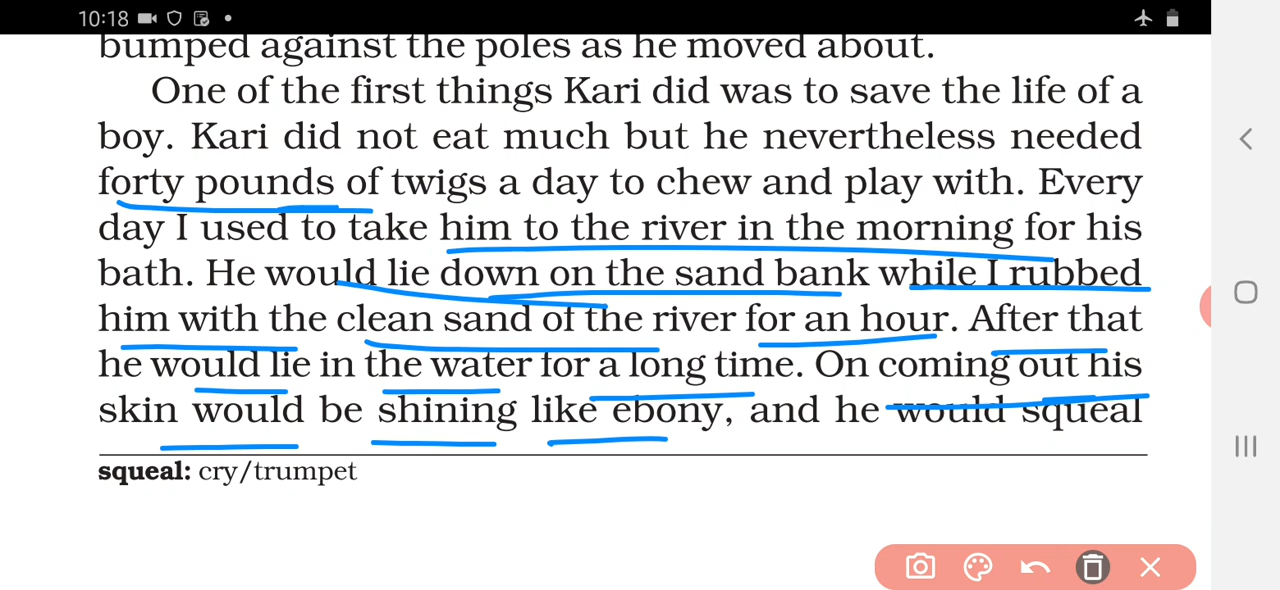 10:18
bumped against the poles as he moved about.
One of the first things Kari did was to save the life of a
boy. Kari did not eat much but he nevertheless needed
forty pounds of twigs a day to chew and play with. Every
day I used to take him to the river in the morning for his
bath. He would lie down on the sand bank while I rubbed
him with the clean sand of the river for an hour. After that
he would lie in the water for a long time. On coming out his
skin would be shining like ebony, and he would squeal
squeal: cry/trumpet